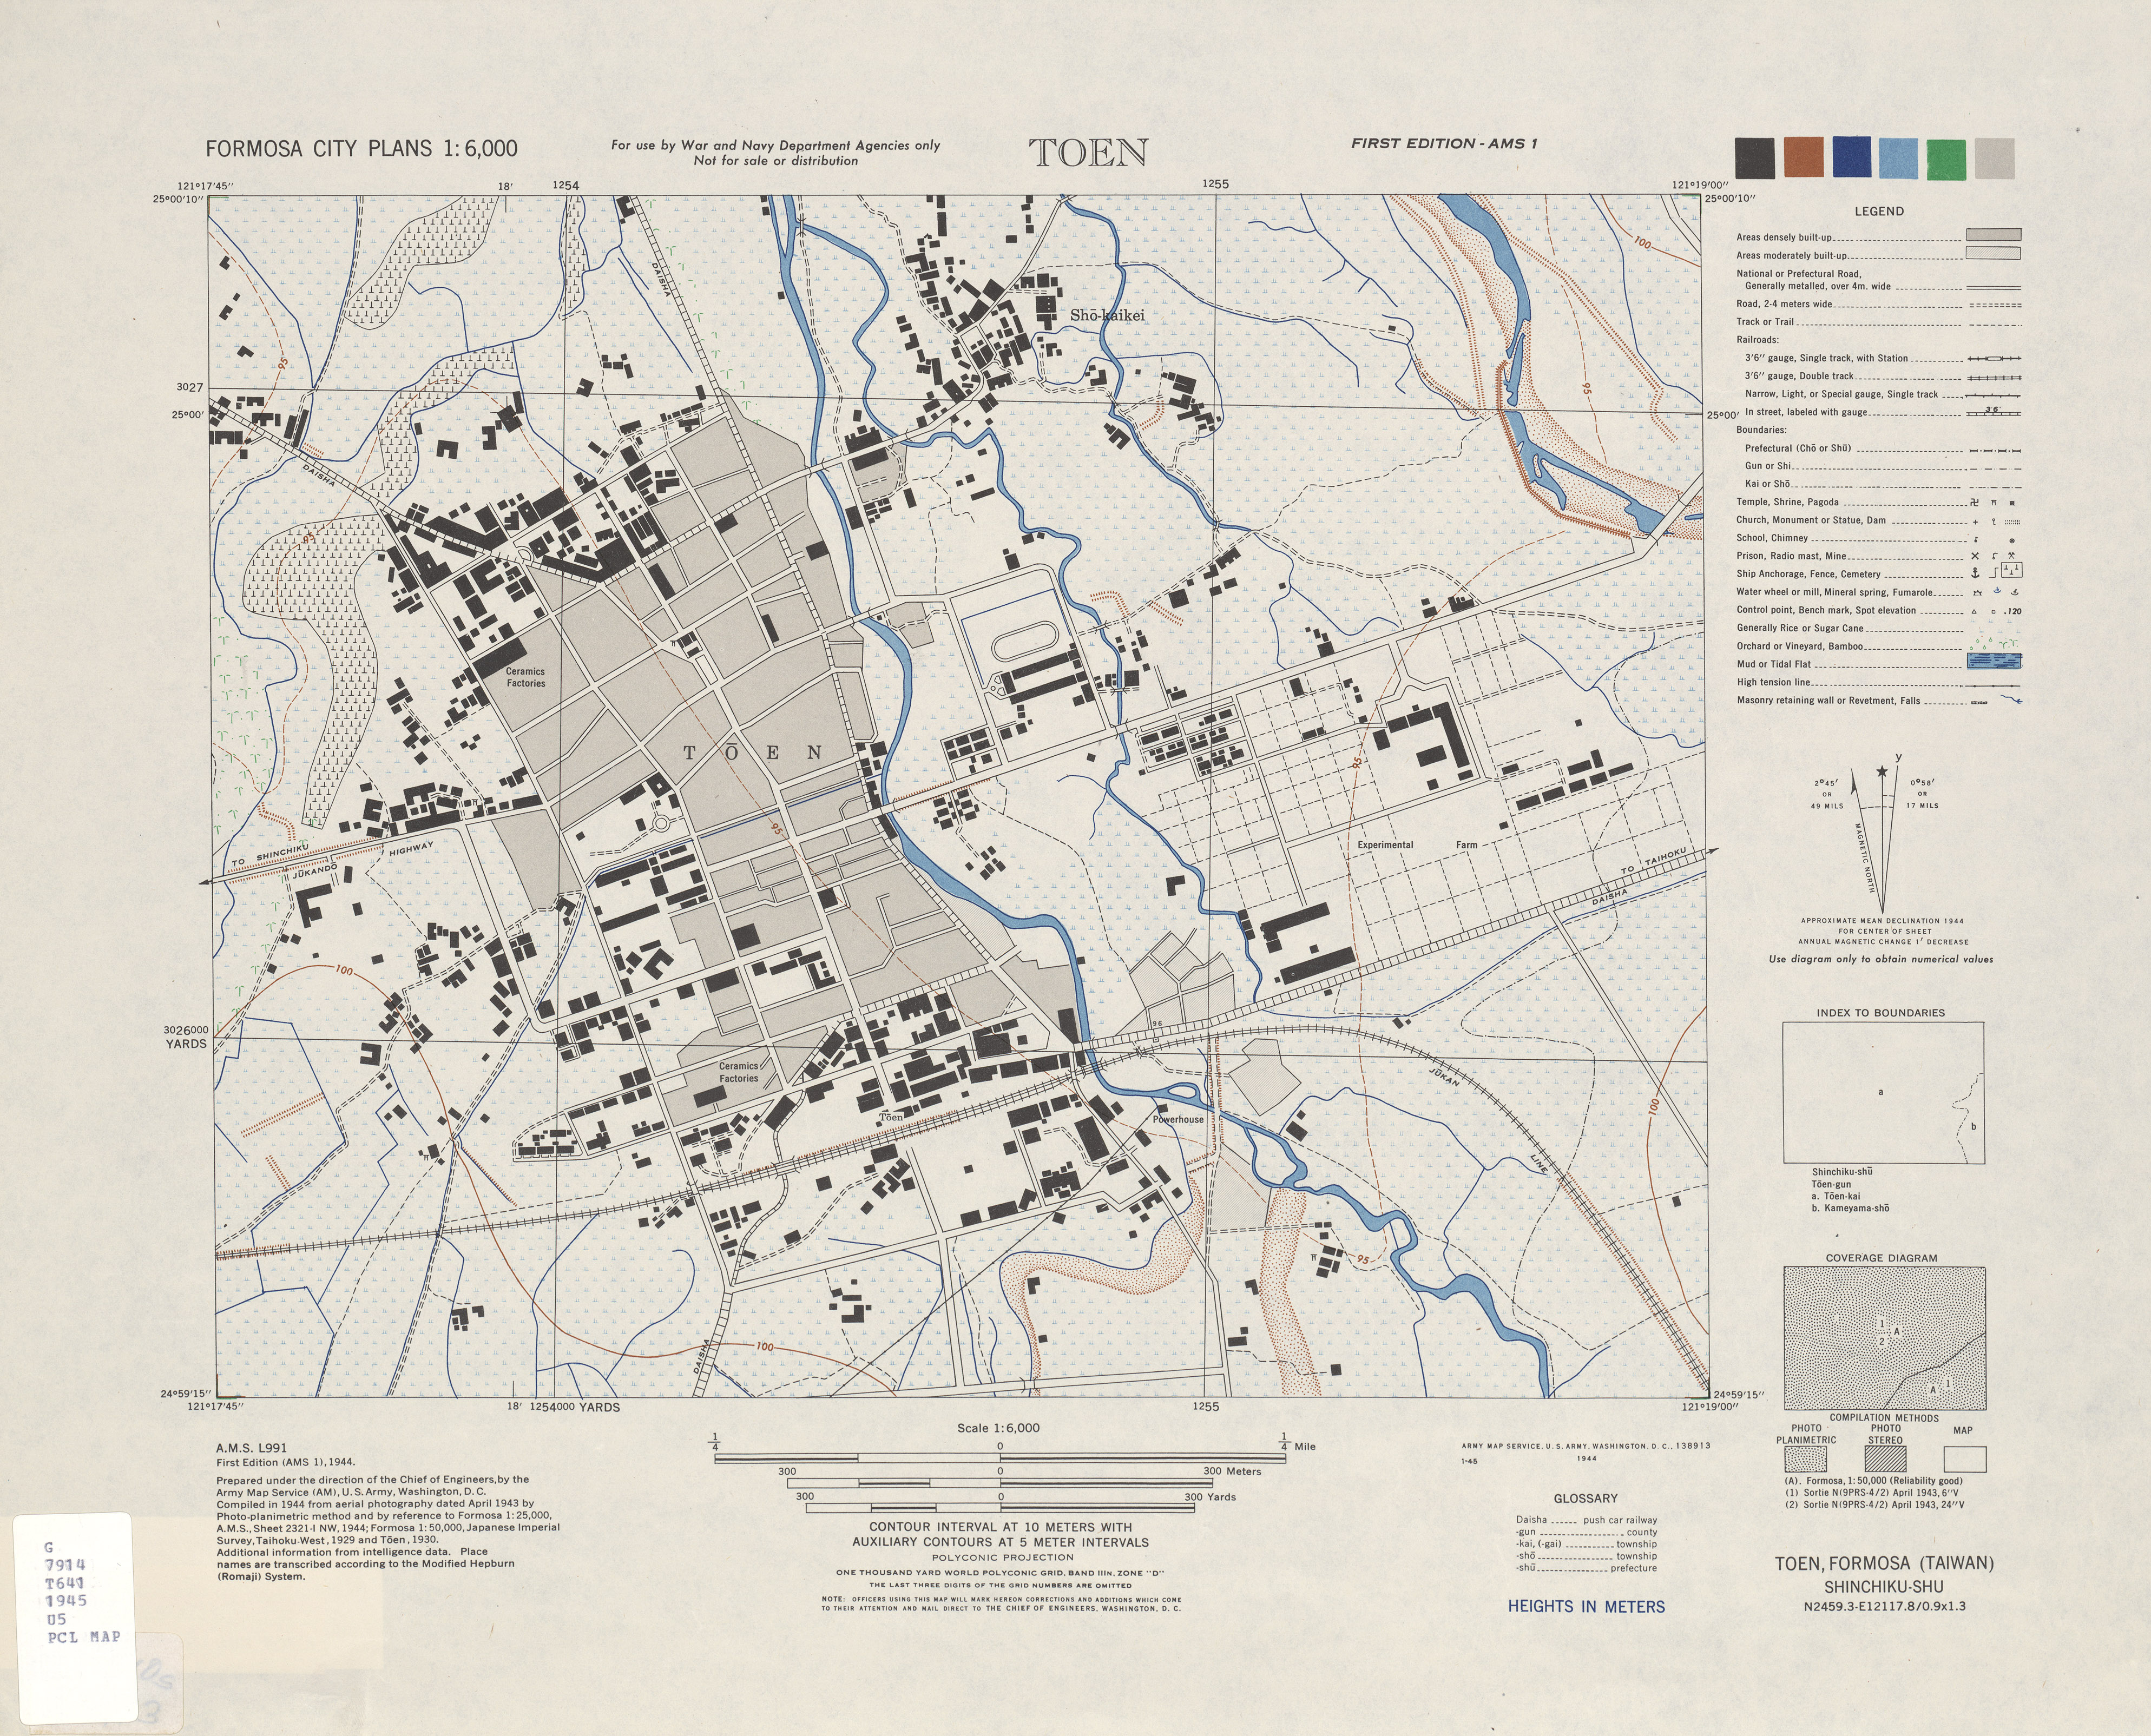 FORMOSA CITY PLANS 1:6,000
For use by War and Navy Department Agencies only
Not for sale or distribution
TOEN
FIRST EDITION - AMS 1
121°17'45"
18'
1254
1255
121°19'00"
25°00'10"
25°00'10"
3027
25°00'
25°00'
3026000
YARDS
24°59'15"
24°59'15"
121°17'45"
18'
1254000 YARDS
1255
121°19'00"
DAISHA
Shō-kaikei
100
95
95
DAISHA
95
Ceramics
Factories
TŌEN
95
95
TO SHINCHIKU
JŪKANDŌ
HIGHWAY
Experimental Farm
TO TAIHOKU
DAISHA
100
96
JŪKAN
LINE
Ceramics
Factories
Tōen
Powerhouse
100
95
100
DAISHA
LEGEND
Areas densely built-up
Areas moderately built-up
National or Prefectural Road,
Generally metalled, over 4m. wide
Road, 2-4 meters wide
Track or Trail
Railroads:
3'6" gauge, Single track, with Station
3'6" gauge, Double track
Narrow, Light, or Special gauge, Single track
In street, labeled with gauge
3'6"
Boundaries:
Prefectural (Chō or Shū)
Gun or Shi
Kai or Shō
Temple, Shrine, Pagoda
Church, Monument or Statue, Dam
School, Chimney
Prison, Radio mast, Mine
Ship Anchorage, Fence, Cemetery
Water wheel or mill, Mineral spring, Fumarole
Control point, Bench mark, Spot elevation .120
Generally Rice or Sugar Cane
Orchard or Vineyard, Bamboo
Mud or Tidal Flat
High tension line
Masonry retaining wall or Revetment, Falls
y
2°45'
OR
49 MILS
0°58'
OR
17 MILS
MAGNETIC NORTH
APPROXIMATE MEAN DECLINATION 1944
FOR CENTER OF SHEET
ANNUAL MAGNETIC CHANGE 1' DECREASE
Use diagram only to obtain numerical values
INDEX TO BOUNDARIES
a
b
Shinchiku-shū
Tōen-gun
a. Tōen-kai
b. Kameyama-shō
COVERAGE DIAGRAM
1
A
2
A
1
COMPILATION METHODS
PHOTO
PLANIMETRIC
PHOTO
STEREO
MAP
(A). Formosa, 1:50,000 (Reliability good)
(1) Sortie N(9PRS-4/2) April 1943, 6"V
(2) Sortie N(9PRS-4/2) April 1943, 24"V
TOEN, FORMOSA (TAIWAN)
SHINCHIKU-SHU
N2459.3-E12117.8/0.9x1.3
A.M.S. L991
First Edition (AMS 1), 1944.
Prepared under the direction of the Chief of Engineers, by the
Army Map Service (AM), U.S. Army, Washington, D.C.
Compiled in 1944 from aerial photography dated April 1943 by
Photo-planimetric method and by reference to Formosa 1:25,000,
A.M.S., Sheet 2321-I NW, 1944; Formosa 1:50,000, Japanese Imperial
Survey, Taihoku-West, 1929 and Tōen, 1930.
Additional information from intelligence data. Place
names are transcribed according to the Modified Hepburn
(Romaji) System.
Scale 1:6,000
1/4 0 1/4 Mile
300 0 300 Meters
300 0 300 Yards
CONTOUR INTERVAL AT 10 METERS WITH
AUXILIARY CONTOURS AT 5 METER INTERVALS
POLYCONIC PROJECTION
ONE THOUSAND YARD WORLD POLYCONIC GRID, BAND IIIN, ZONE "D"
THE LAST THREE DIGITS OF THE GRID NUMBERS ARE OMITTED
NOTE: OFFICERS USING THIS MAP WILL MARK HEREON CORRECTIONS AND ADDITIONS WHICH COME
TO THEIR ATTENTION AND MAIL DIRECT TO THE CHIEF OF ENGINEERS, WASHINGTON, D. C.
ARMY MAP SERVICE, U. S. ARMY, WASHINGTON, D. C., 138913
1-45
1944
GLOSSARY
Daisha push car railway
-gun county
-kai, (-gai) township
-shō township
-shū prefecture
HEIGHTS IN METERS
G
7914
T641
1945
U5
PCL MAP